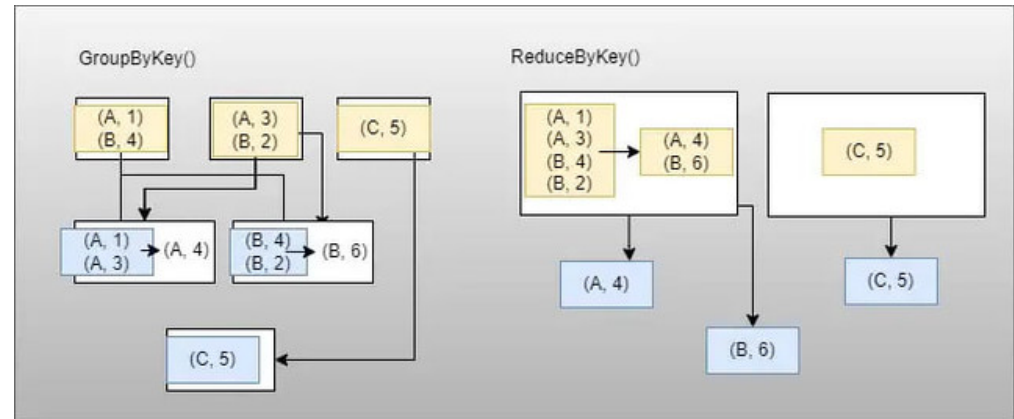 GroupByKey()
(A, 1)
(B, 4)
(A, 3)
(B, 2)
(C, 5)
(A, 1)
(A, 3)
(A, 4)
(B, 4)
(B, 2)
(B, 6)
(C, 5)
ReduceByKey()
(A, 1)
(A, 3)
(B, 4)
(B, 2)
(A, 4)
(B, 6)
(C, 5)
(A, 4)
(C, 5)
(B, 6)